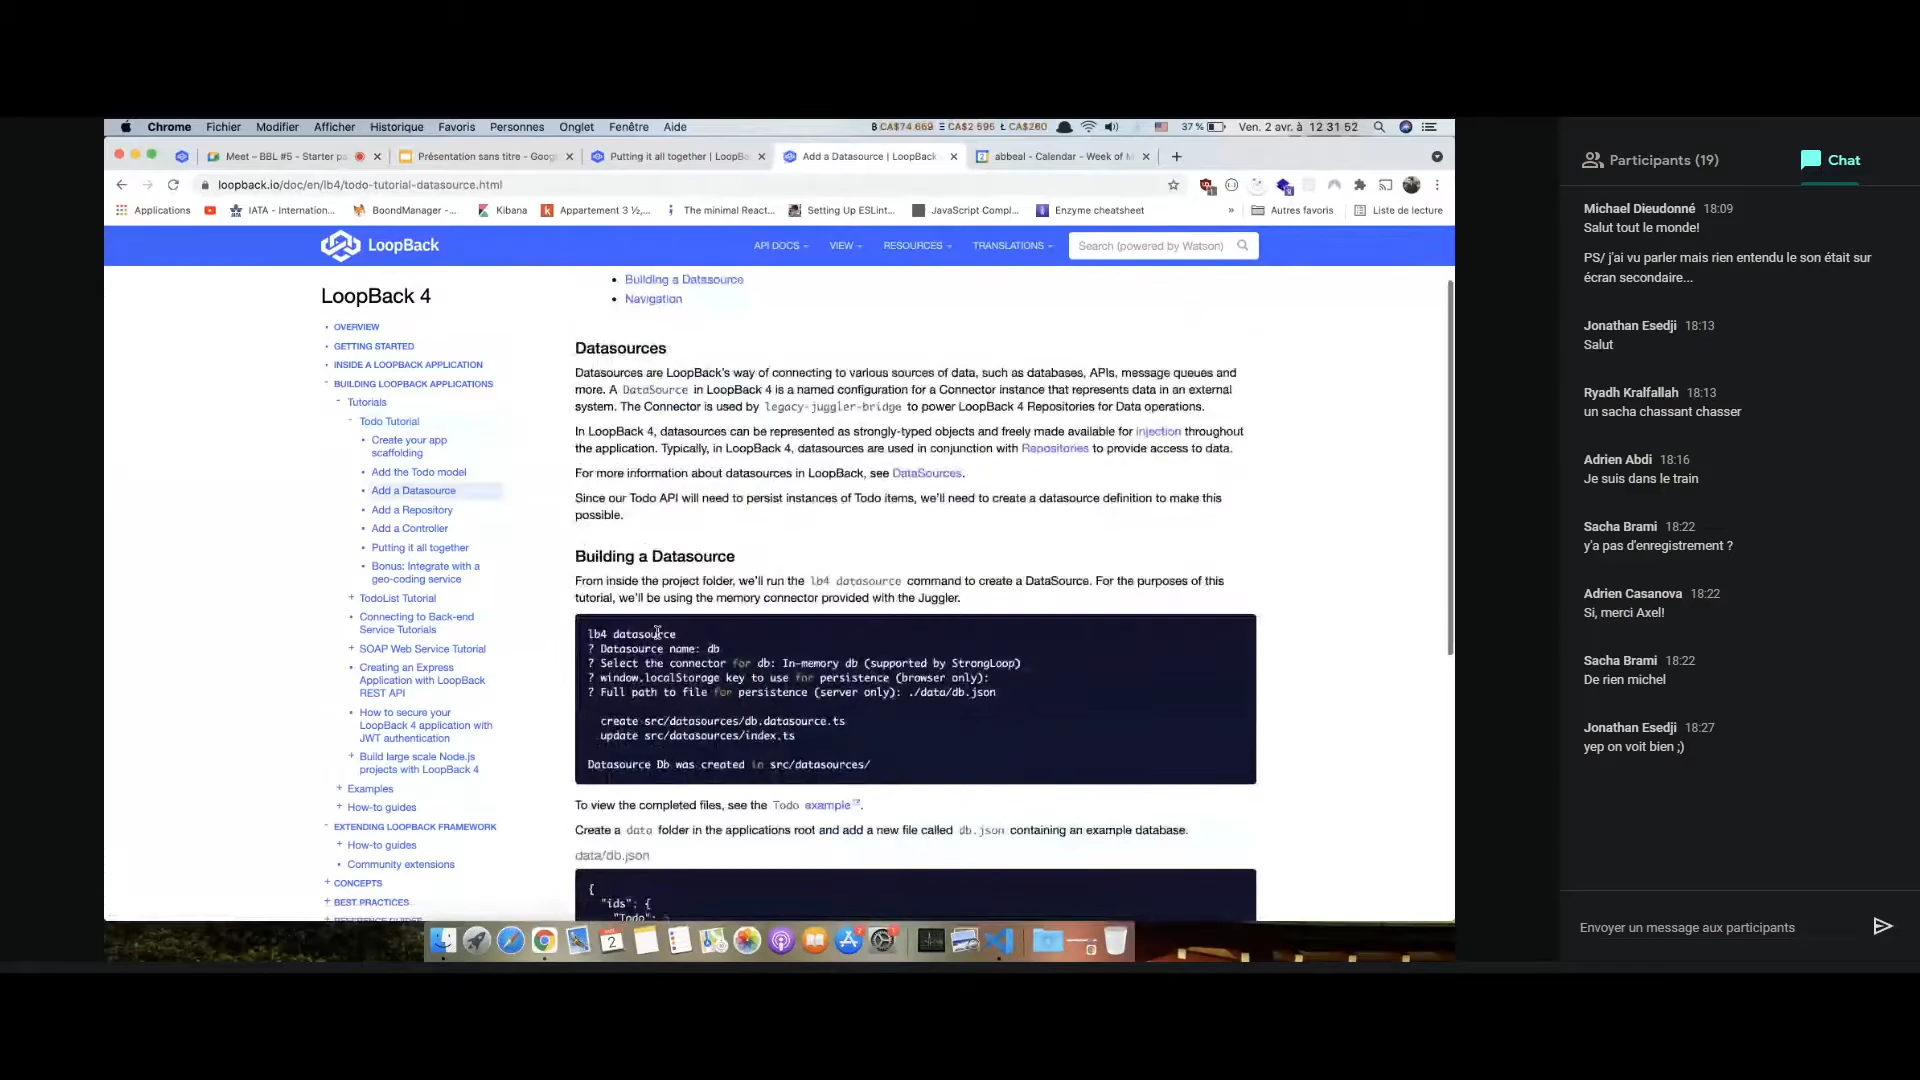 Chrome Fichier Modifier Afficher Historique Favoris Personnes Onglet Fenêtre Aide
CA$74 669 CA$2 595 CA$260 37 % Ven. 2 avr. à 12 31 52
Meet – BBL #5 - Starter pa
Présentation sans titre - Goog
Putting it all together | LoopBa
Add a Datasource | LoopBack
abbeal - Calendar - Week of M
loopback.io/doc/en/lb4/todo-tutorial-datasource.html
Applications
IATA - Internation...
BoondManager -...
Kibana
Appartement 3 ½,...
The minimal React...
Setting Up ESLint...
JavaScript Compl...
Enzyme cheatsheet
»
Autres favoris
Liste de lecture
LoopBack
API DOCS VIEW RESOURCES TRANSLATIONS Search (powered by Watson)
LoopBack 4
OVERVIEW
GETTING STARTED
INSIDE A LOOPBACK APPLICATION
BUILDING LOOPBACK APPLICATIONS
Tutorials
Todo Tutorial
Create your app
scaffolding
Add the Todo model
Add a Datasource
Add a Repository
Add a Controller
Putting it all together
Bonus: Integrate with a
geo-coding service
TodoList Tutorial
Connecting to Back-end
Service Tutorials
SOAP Web Service Tutorial
Creating an Express
Application with LoopBack
REST API
How to secure your
LoopBack 4 application with
JWT authentication
Build large scale Node.js
projects with LoopBack 4
Examples
How-to guides
EXTENDING LOOPBACK FRAMEWORK
How-to guides
Community extensions
CONCEPTS
BEST PRACTICES
Building a Datasource
Navigation
Datasources
Datasources are LoopBack's way of connecting to various sources of data, such as databases, APIs, message queues and
more. A DataSource in LoopBack 4 is a named configuration for a Connector instance that represents data in an external
system. The Connector is used by legacy-juggler-bridge to power LoopBack 4 Repositories for Data operations.
In LoopBack 4, datasources can be represented as strongly-typed objects and freely made available for injection throughout
the application. Typically, in LoopBack 4, datasources are used in conjunction with Repositories to provide access to data.
For more information about datasources in LoopBack, see DataSources.
Since our Todo API will need to persist instances of Todo items, we'll need to create a datasource definition to make this
possible.
Building a Datasource
From inside the project folder, we'll run the lb4 datasource command to create a DataSource. For the purposes of this
tutorial, we'll be using the memory connector provided with the Juggler.
lb4 datasource
? Datasource name: db
? Select the connector for db: In-memory db (supported by StrongLoop)
? window.localStorage key to use for persistence (browser only):
? Full path to file for persistence (server only): ./data/db.json
create src/datasources/db.datasource.ts
update src/datasources/index.ts
Datasource Db was created in src/datasources/
To view the completed files, see the Todo example.
Create a data folder in the applications root and add a new file called db.json containing an example database.
data/db.json
{
"ids": {
"Todo":
Participants (19)
Chat
Michael Dieudonné 18:09
Salut tout le monde!
PS/ j'ai vu parler mais rien entendu le son était sur
écran secondaire...
Jonathan Esedji 18:13
Salut
Ryadh Kralfallah 18:13
un sacha chassant chasser
Adrien Abdi 18:16
Je suis dans le train
Sacha Brami 18:22
y'a pas d'enregistrement ?
Adrien Casanova 18:22
Si, merci Axel!
Sacha Brami 18:22
De rien michel
Jonathan Esedji 18:27
yep on voit bien ;)
Envoyer un message aux participants